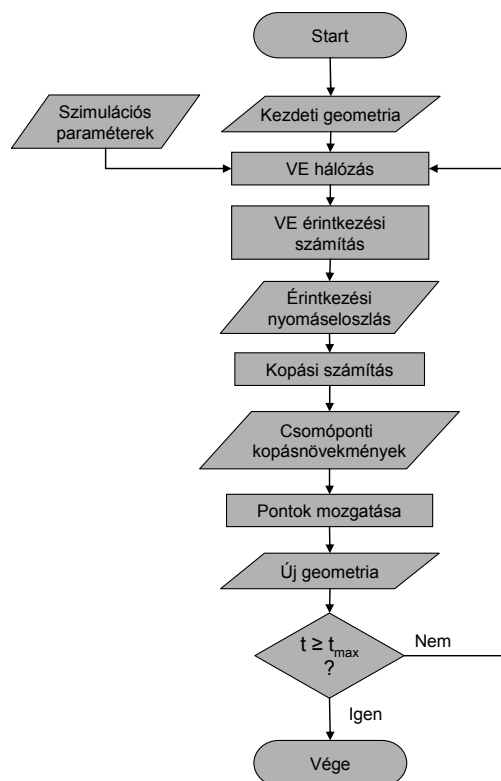 Start
Szimulációs
paraméterek
Kezdeti geometria
VE hálózás
VE érintkezési
számítás
Érintkezési
nyomáseloszlás
Kopási számítás
Csomóponti
kopásnövekmények
Pontok mozgatása
Új geometria
t ≥ tmax
?
Nem
Igen
Vége